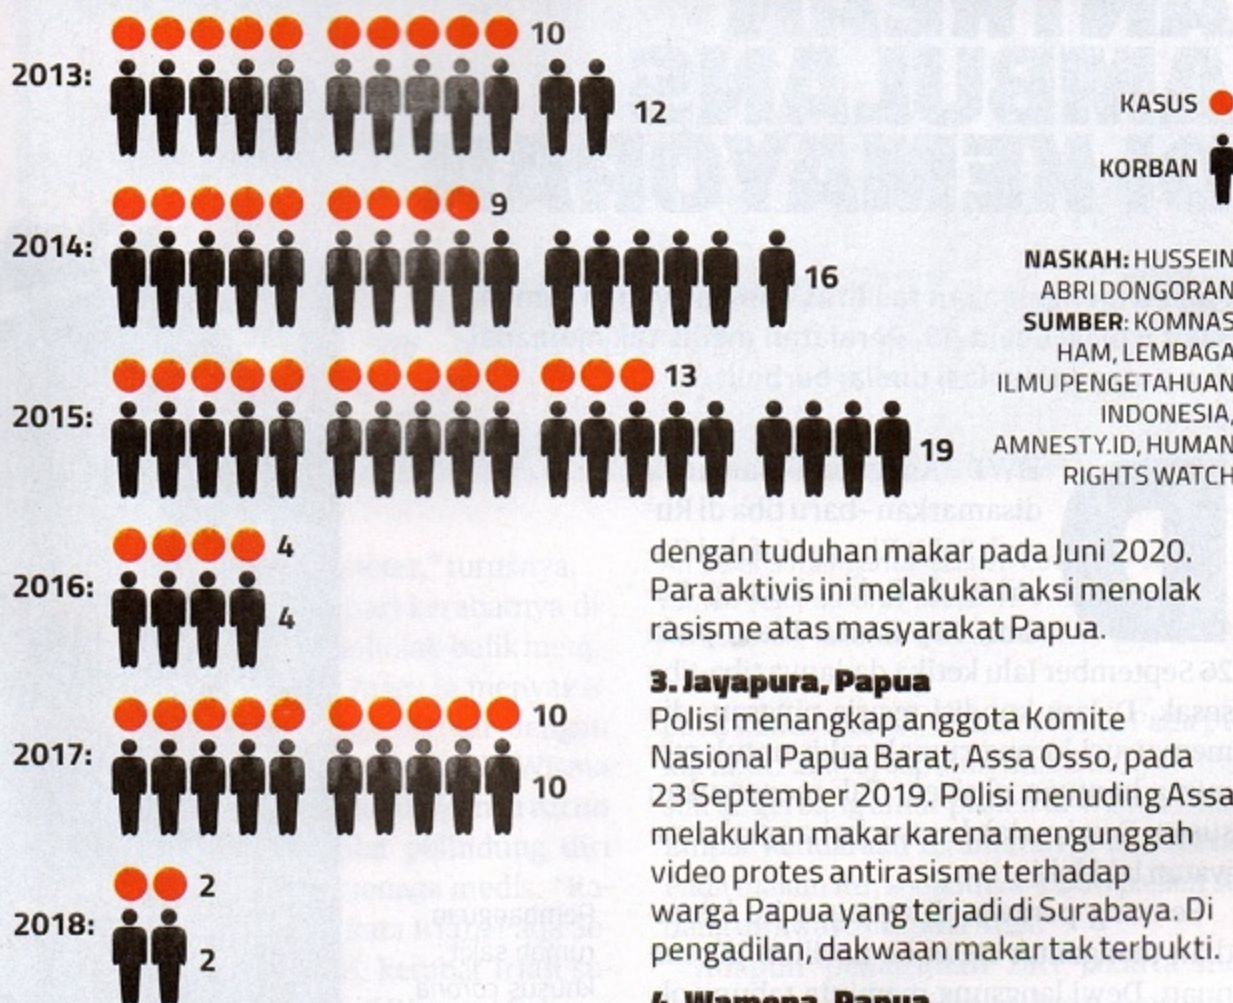 10
2013:
12
9
2014:
16
13
2015:
19
4
2016:
4
10
2017:
10
2
2018:
2
KASUS
KORBAN
NASKAH: HUSSEIN
ABRI DONGORAN
SUMBER: KOMNAS
HAM, LEMBAGA
ILMU PENGETAHUAN
INDONESIA,
AMNESTY.ID, HUMAN
RIGHTS WATCH
dengan tuduhan makar pada Juni 2020.
Para aktivis ini melakukan aksi menolak
rasisme atas masyarakat Papua.
3. Jayapura, Papua
Polisi menangkap anggota Komite
Nasional Papua Barat, Assa Osso, pada
23 September 2019. Polisi menuding Assa
melakukan makar karena mengunggah
video protes antirasisme terhadap
warga Papua yang terjadi di Surabaya. Di
pengadilan, dakwaan makar tak terbukti.
4. Wamena, Papua